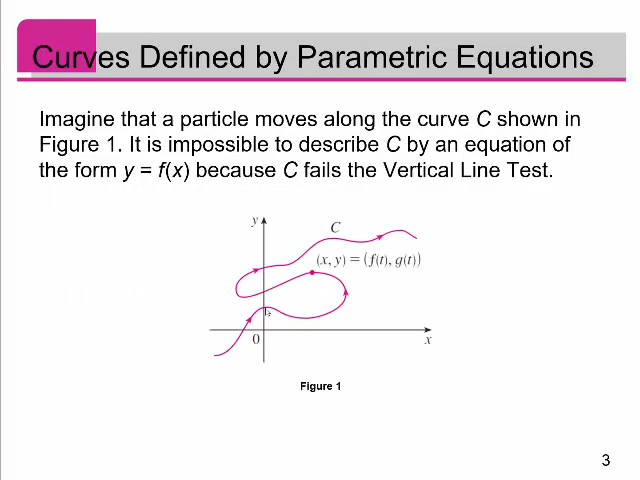 Curves Defined by Parametric Equations
Imagine that a particle moves along the curve C shown in
Figure 1. It is impossible to describe C by an equation of
the form y = f(x) because C fails the Vertical Line Test.
y
C
(x, y) = (f(t), g(t))
0
x
Figure 1
3